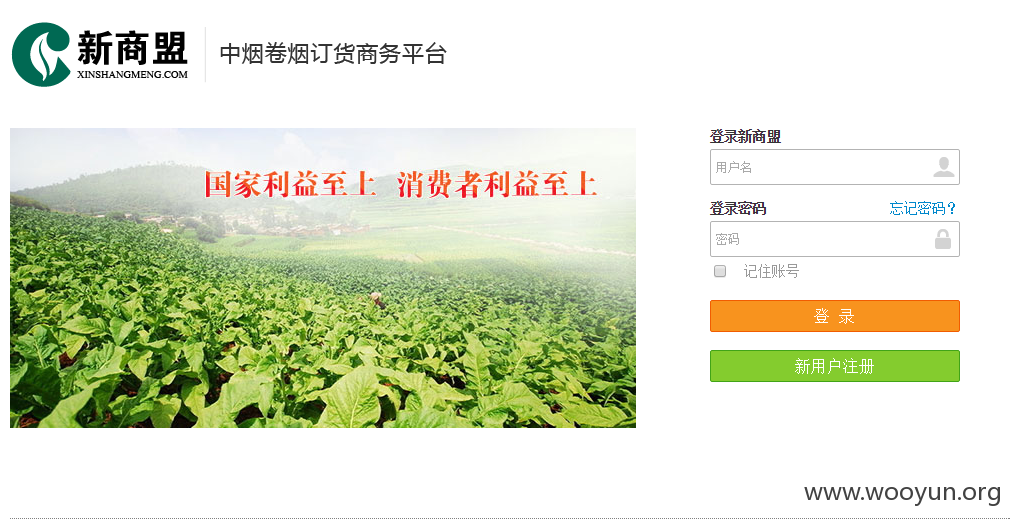 新商盟
XINSHANGMENG.COM
中烟卷烟订货商务平台
国家利益至上 消费者利益至上
登录新商盟
用户名
登录密码 忘记密码?
密码
记住账号
登 录
新用户注册
www.wooyun.org